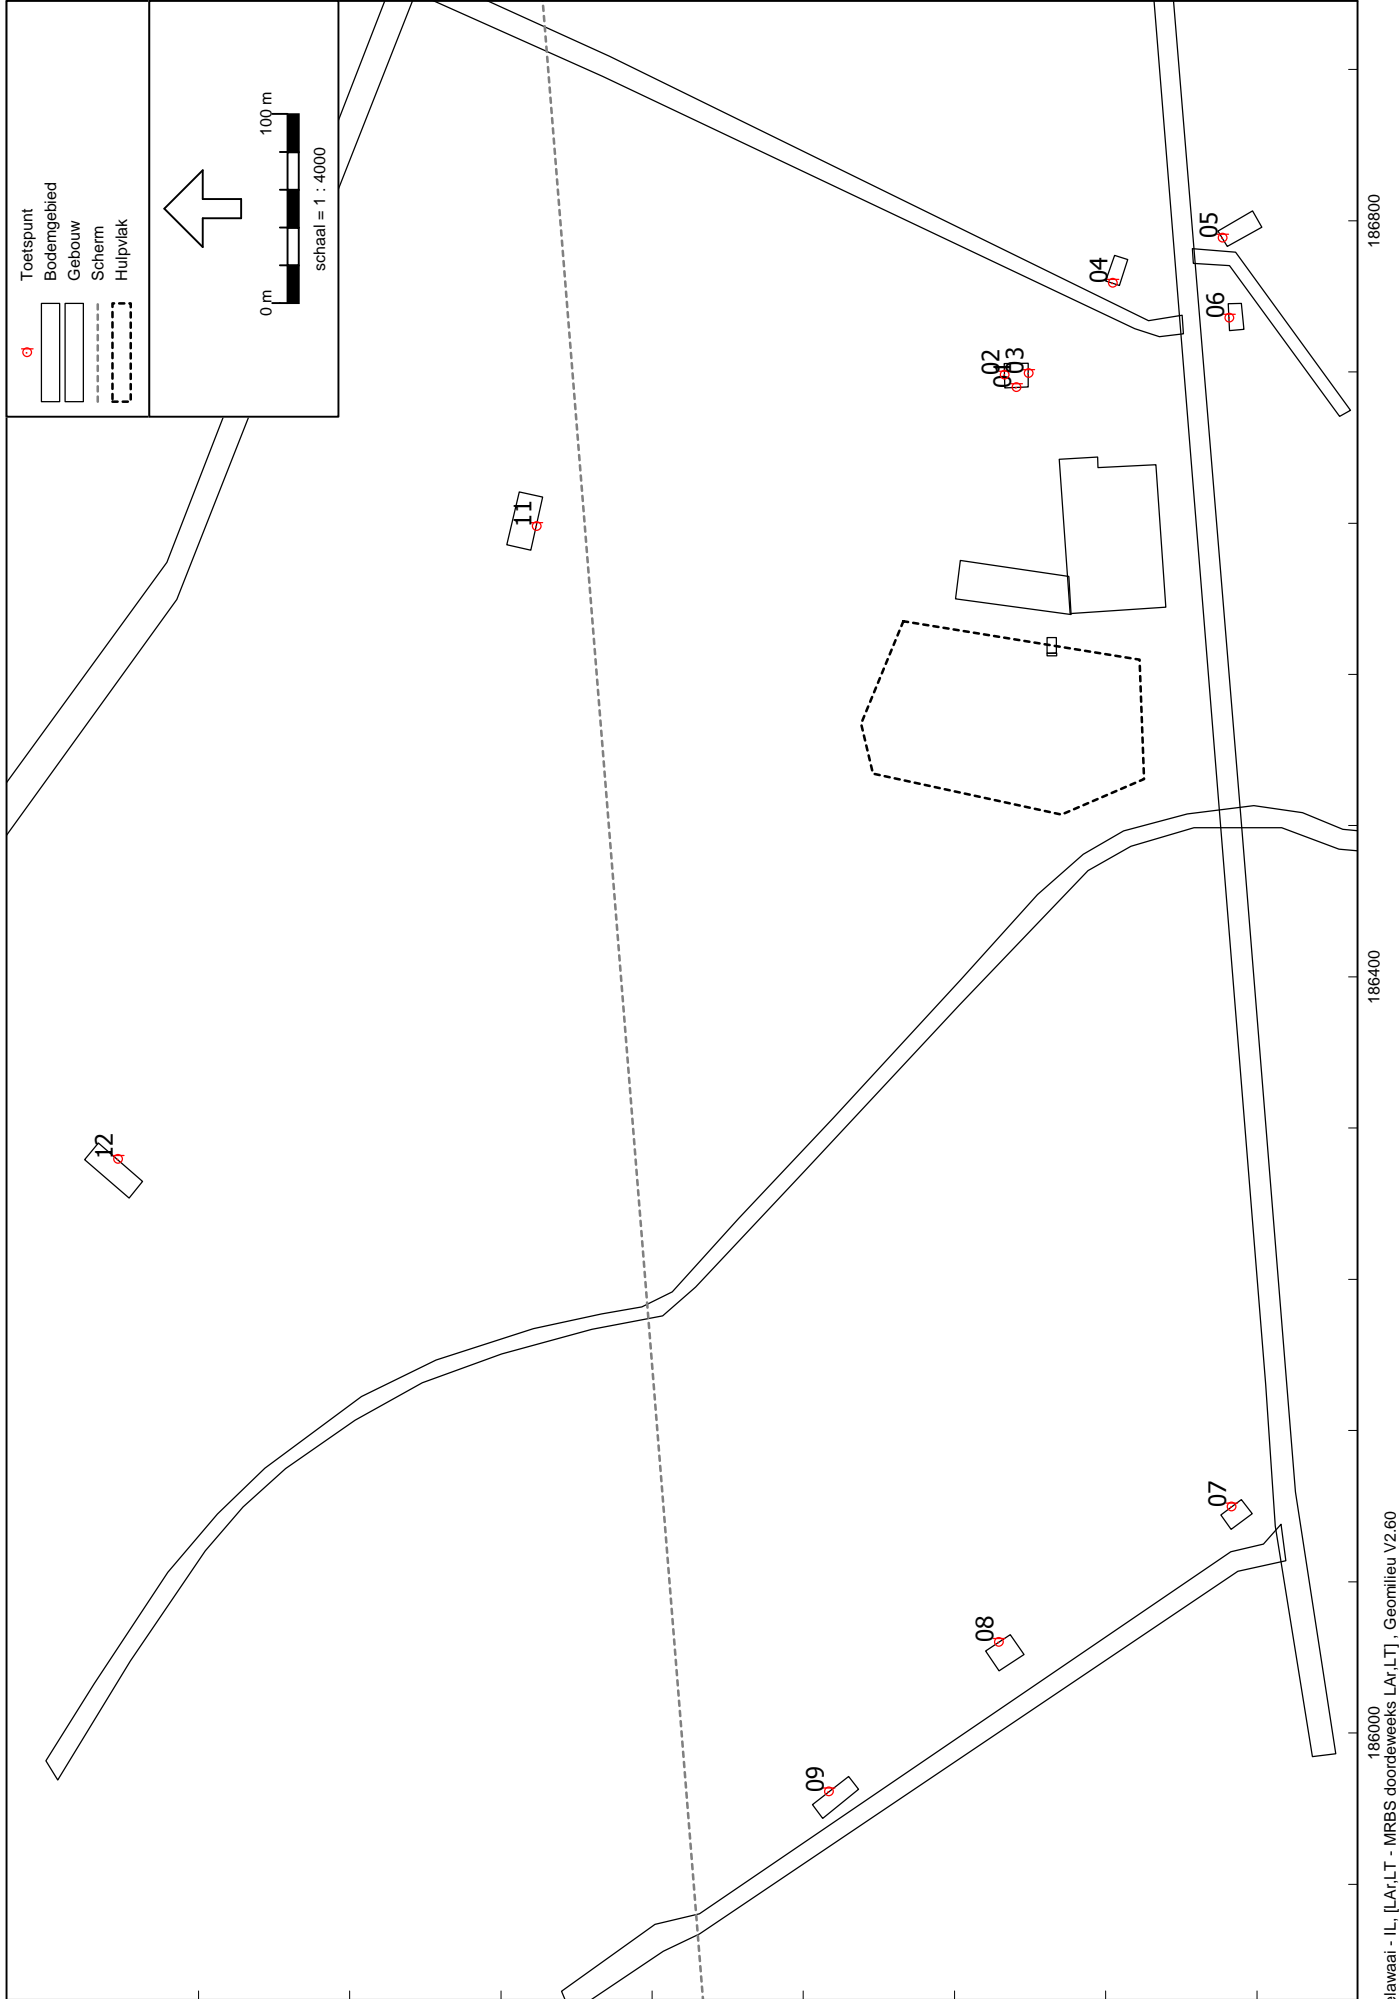 Toetspunt
Bodemgebied
Gebouw
Scherm
Hulpvlak
0 m 100 m
schaal = 1 : 4000
12
11
09
08
02
03
04
05
06
07
186000 186400 186800
[LAr,LT - MRBS doordeweeks LAr,LT] , Geomilieu V2.60